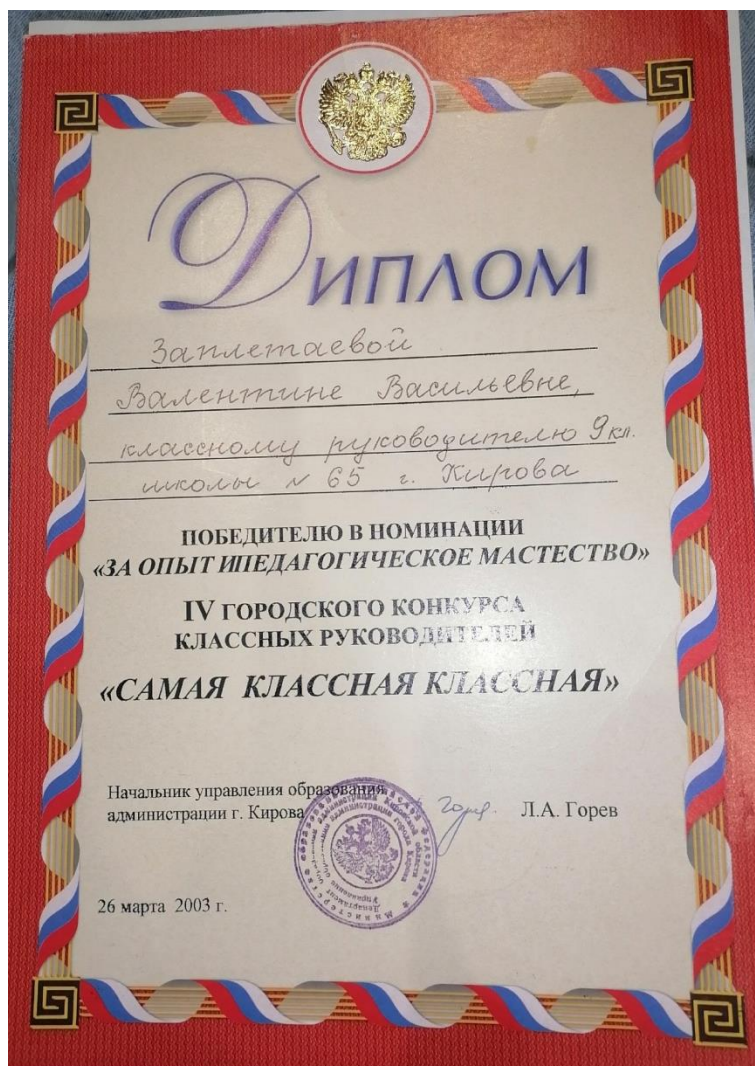 Диплом
Заплетаевой
Валентине Васильевне,
классному руководителю 9 кл.
школы № 65 г. Кирова
ПОБЕДИТЕЛЮ В НОМИНАЦИИ
«ЗА ОПЫТ ИПЕДАГОГИЧЕСКОЕ МАСТЕСТВО»
IV ГОРОДСКОГО КОНКУРСА
КЛАССНЫХ РУКОВОДИТЕЛЕЙ
«САМАЯ КЛАССНАЯ КЛАССНАЯ»
Начальник управления образования
администрации г. Кирова Л.А. Горев
26 марта 2003 г.